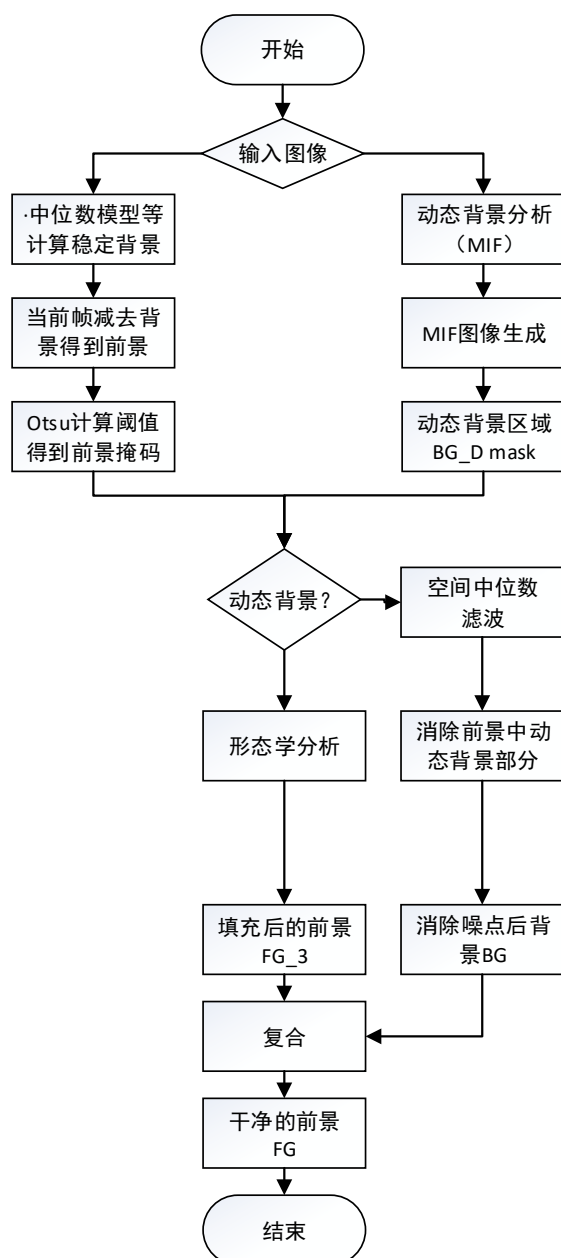 开始
输入图像
·中位数模型等
计算稳定背景
动态背景分析
（MIF）
当前帧减去背
景得到前景
MIF图像生成
Otsu计算阈值
得到前景掩码
动态背景区域
BG_D mask
动态背景？
空间中位数
滤波
形态学分析
消除前景中动
态背景部分
填充后的前景
FG_3
消除噪点后背
景BG
复合
干净的前景
FG
结束